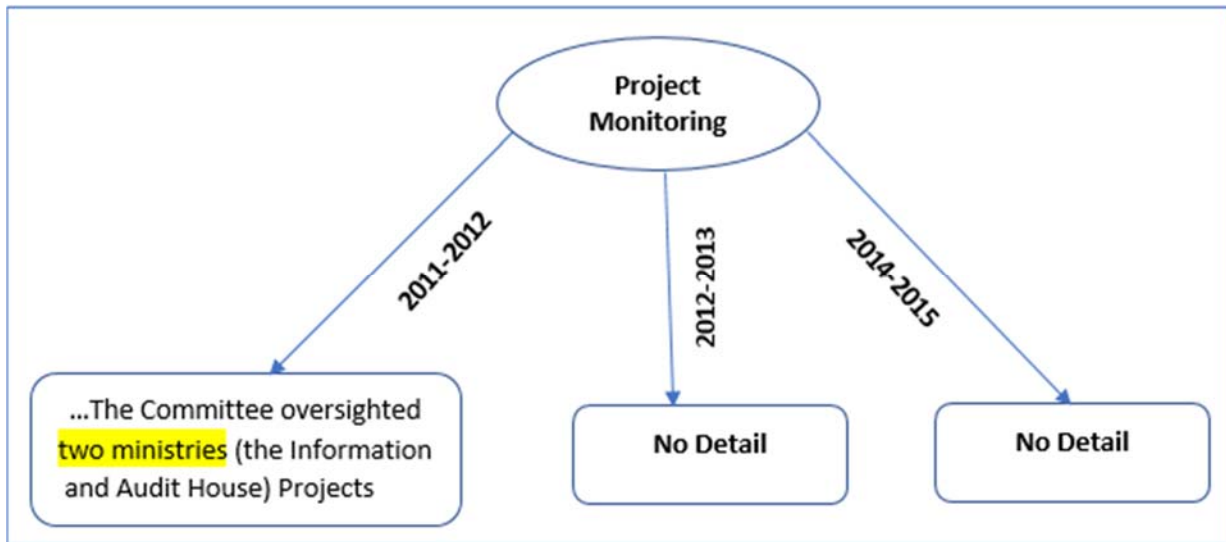 Project
Monitoring
2011-2012
2012-2013
2014-2015
...The Committee oversighted
two ministries (the Information
and Audit House) Projects
No Detail
No Detail